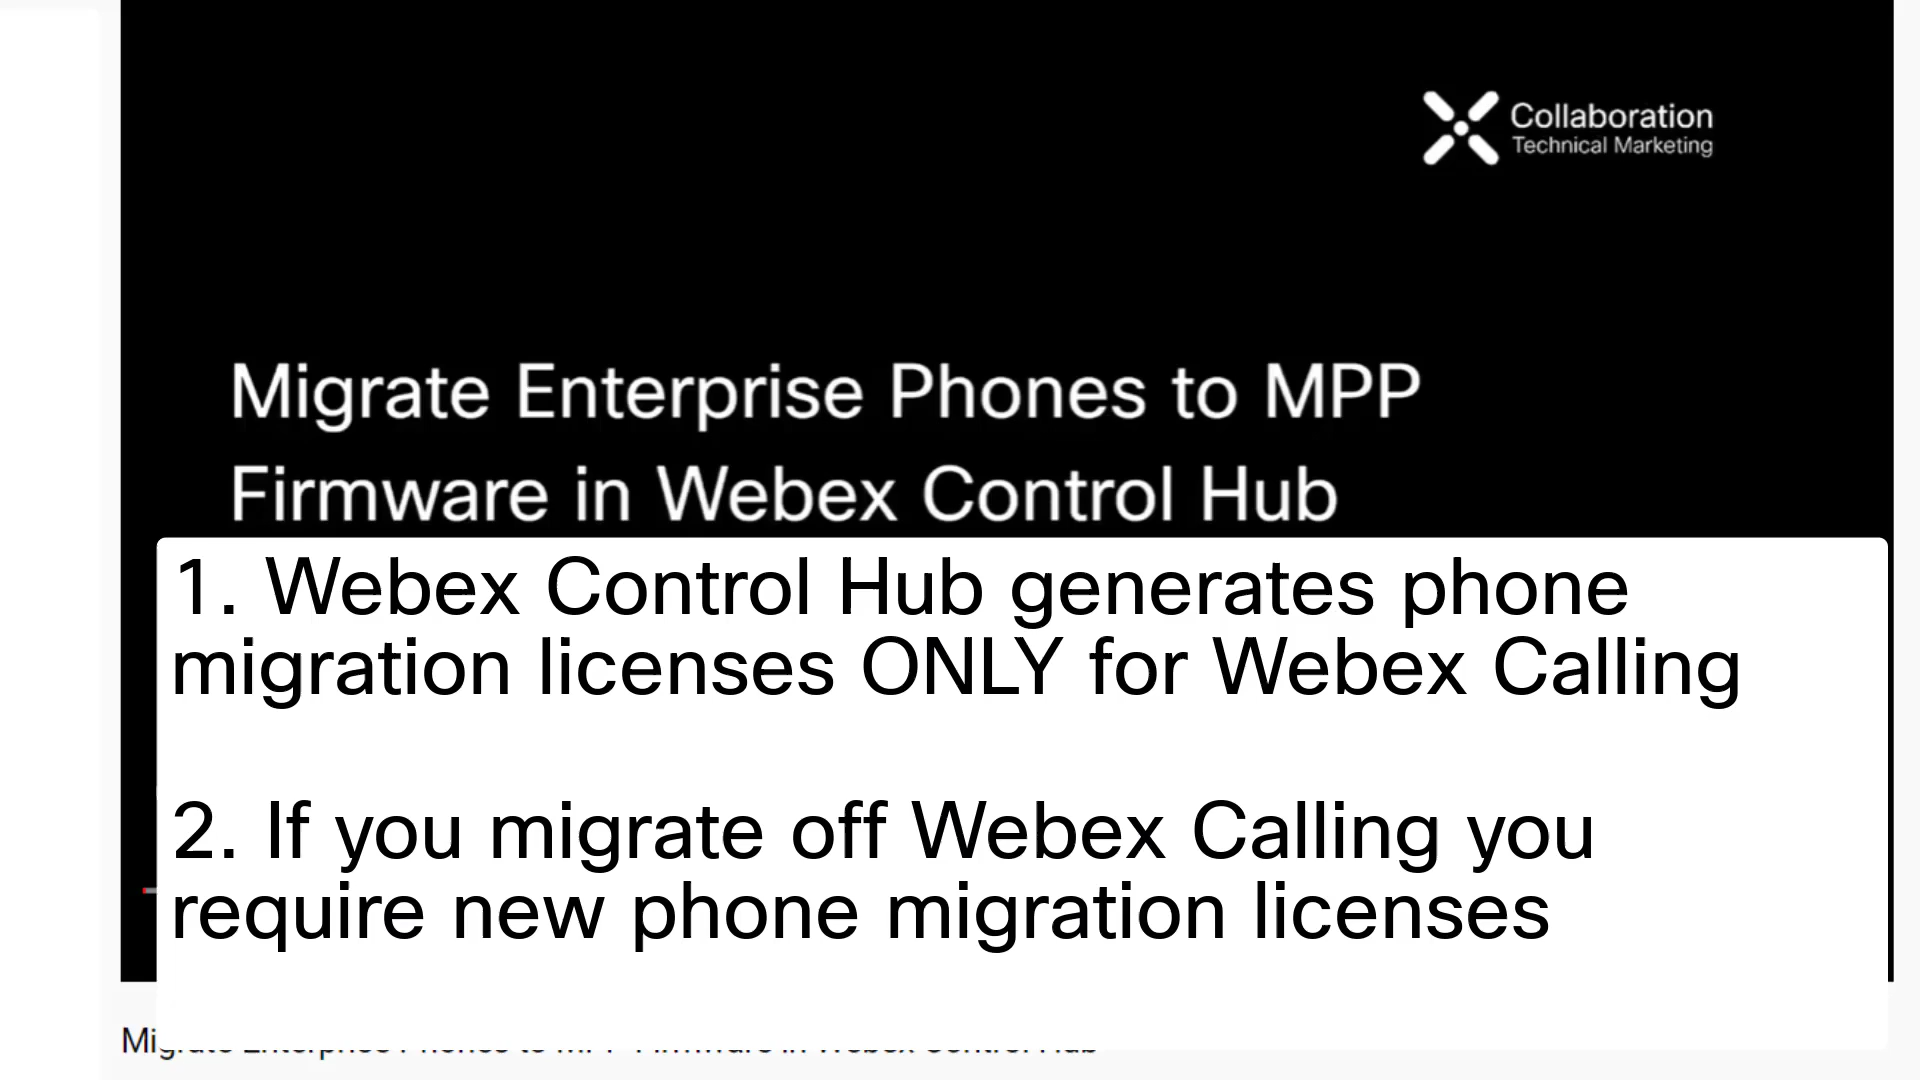 Collaboration
Technical Marketing
Migrate Enterprise Phones to MPP
Firmware in Webex Control Hub
1. Webex Control Hub generates phone
migration licenses ONLY for Webex Calling
2. If you migrate off Webex Calling you
require new phone migration licenses
Migrate Enterprise Phones to MPP Firmware in Webex Control Hub